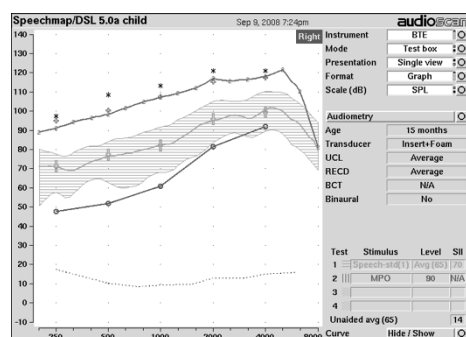 Speechmap/DSL 5.0a child
Sep 9, 2008 7:24pm
audioscan
Right
Instrument BTE
Mode Test box
Presentation Single view
Format Graph
Scale (dB) SPL
Audiometry
Age 15 months
Transducer Insert+Foam
UCL Average
RECD Average
BCT N/A
Binaural No
Test Stimulus Level SII
1 Speech-std(1) Avg (65) 70
2 MPO 90 N/A
3
4
Unaided avg (65) 14
Curve Hide / Show
140
130
120
110
100
90
80
70
60
50
40
30
20
10
0
-10
250 500 1000 2000 4000 8000